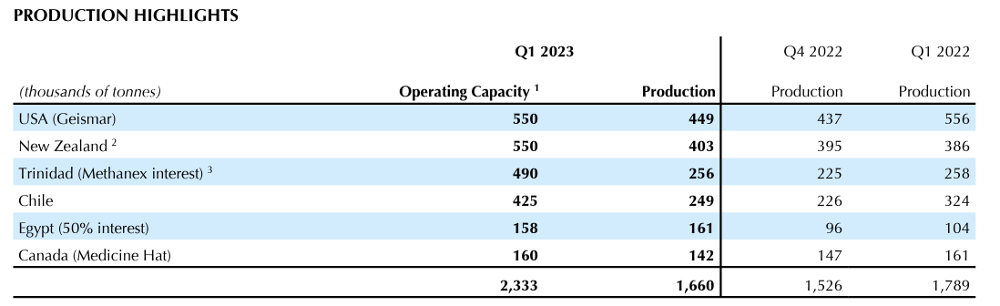 PRODUCTION HIGHLIGHTS
Q1 2023 Q4 2022 Q1 2022
(thousands of tonnes) Operating Capacity 1 Production Production Production
USA (Geismar) 550 449 437 556
New Zealand 2 550 403 395 386
Trinidad (Methanex interest) 3 490 256 225 258
Chile 425 249 226 324
Egypt (50% interest) 158 161 96 104
Canada (Medicine Hat) 160 142 147 161
2,333 1,660 1,526 1,789